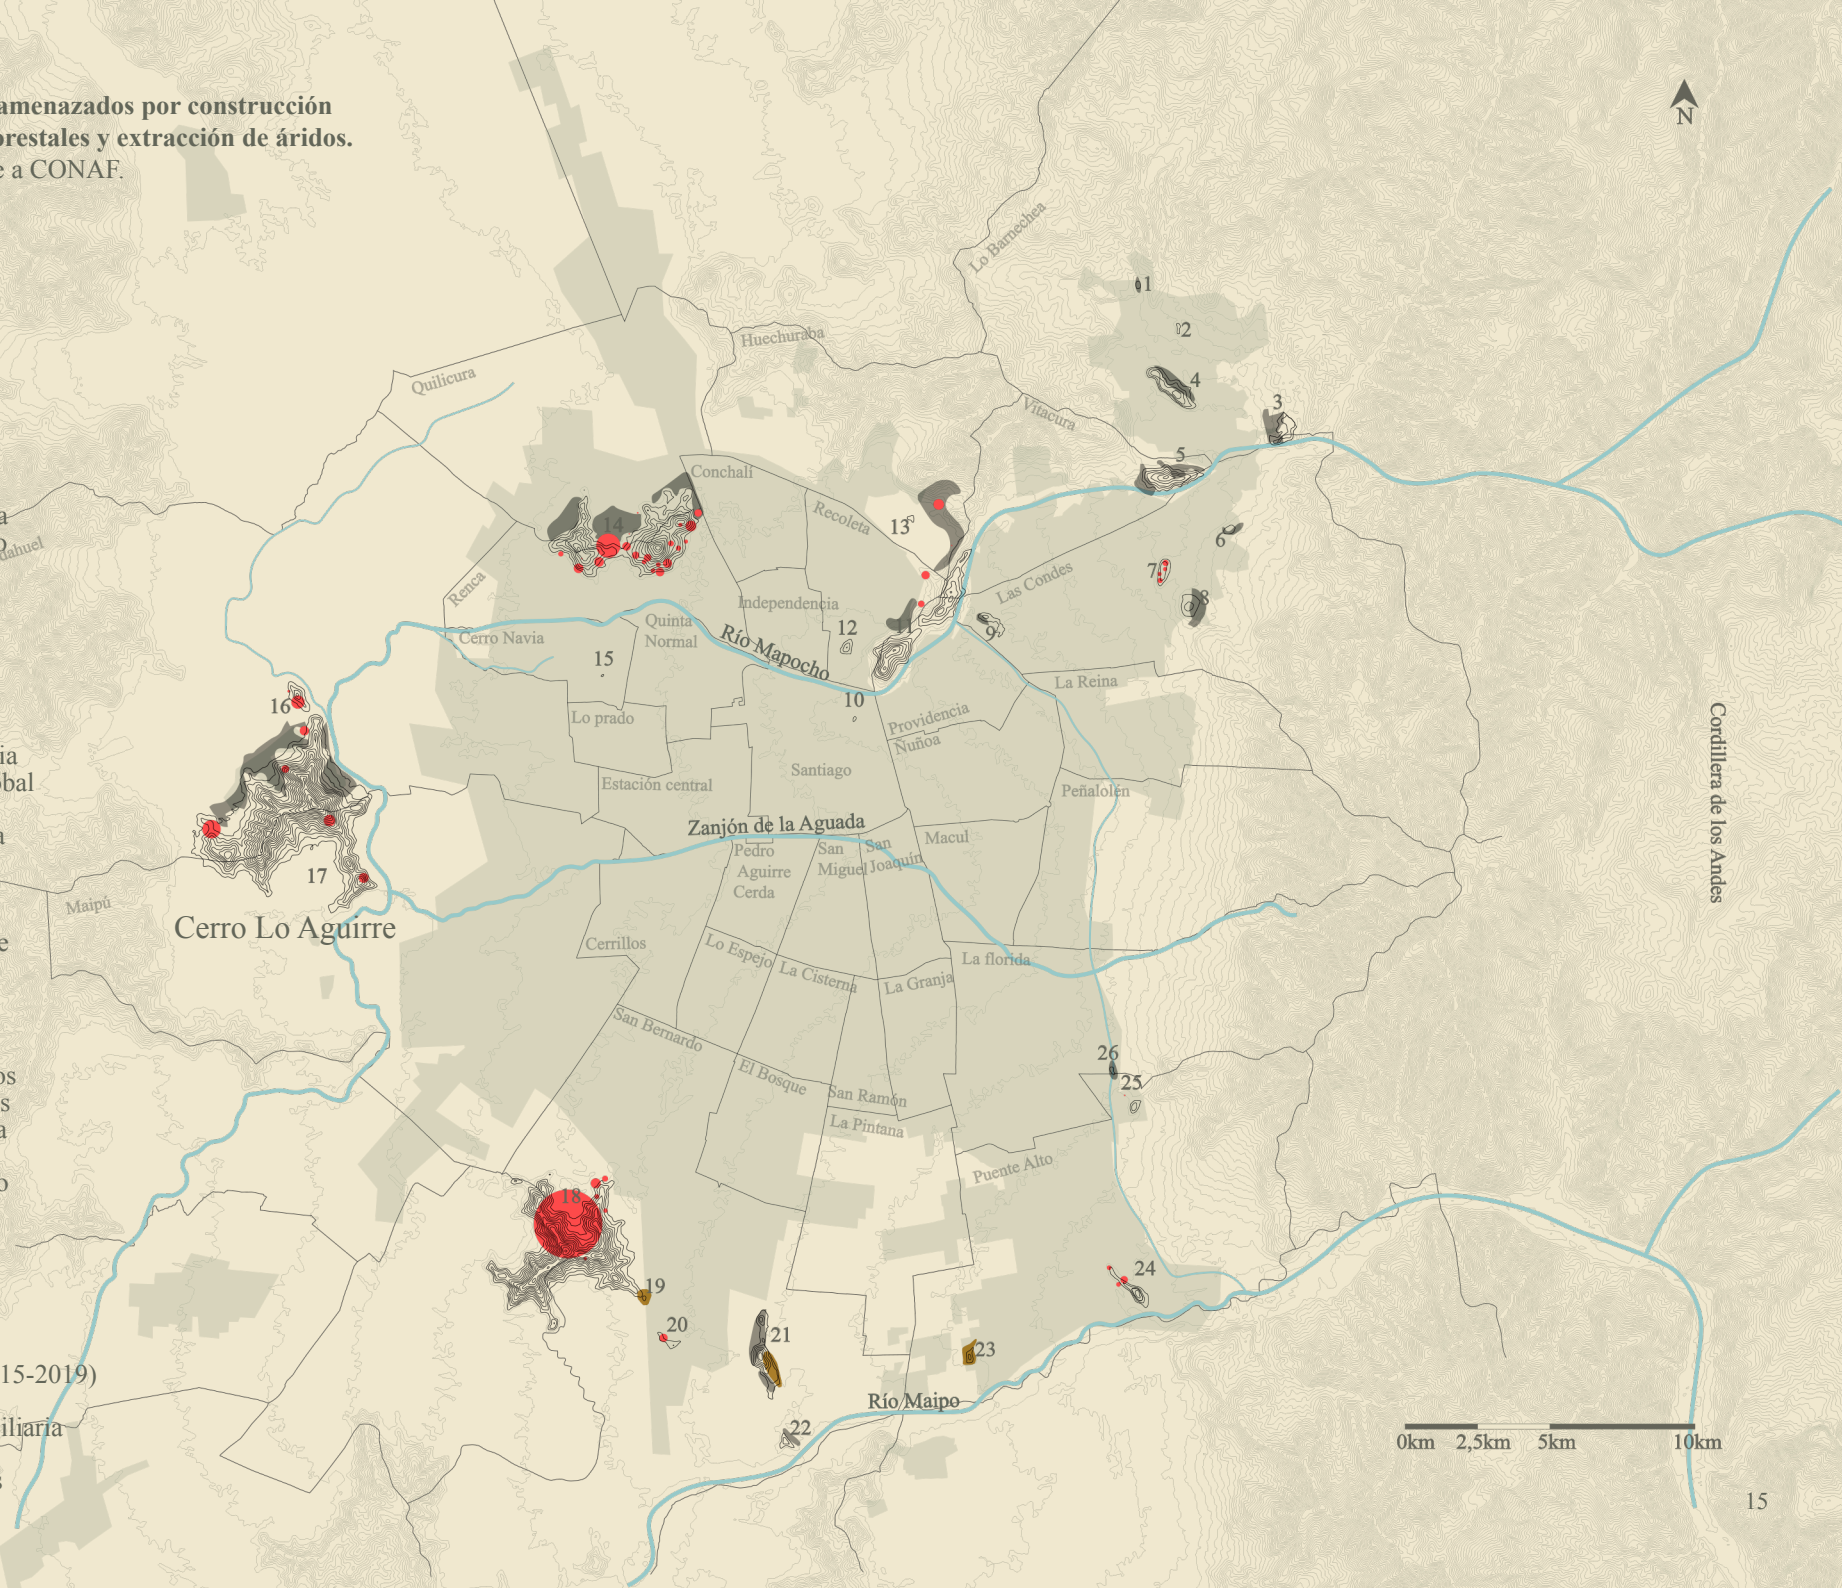 amenazados por construcción
orestales y extracción de áridos.
e a CONAF.
N
Lo Barnechea
1
2
Huechuraba
Quilicura
4
3
Vitacura
5
Conchalí
Recoleta
13
14
6
7
8
Las Condes
Renca
Independencia
Quinta
Normal
Cerro Navia
Río Mapocho
12
11
9
15
10
La Reina
16
Lo prado
Providencia
Ñuñoa
Estación central
Santiago
Peñalolén
Cordillera de los Andes
a
dahuel
ia
obal
a
Zanjón de la Aguada
Pedro
Aguirre
Cerda
San
Miguel
San
Joaquín
Macul
17
Maipú
Cerro Lo Aguirre
e
Cerrillos
Lo Espejo
La Cisterna
La Granja
La florida
San Bernardo
El Bosque
San Ramón
La Pintana
26
25
os
s
a
o
Puente Alto
18
19
20
21
22
23
24
Río Maipo
15-2019)
iliaria
s
0km 2,5km 5km 10km
15